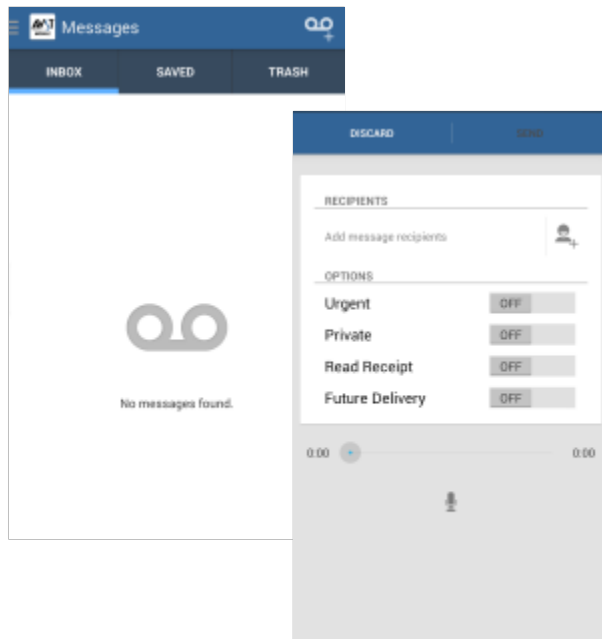 Messages
INBOX SAVED TRASH
No messages found.
DISCARD SEND
RECIPIENTS
Add message recipients
OPTIONS
Urgent OFF
Private OFF
Read Receipt OFF
Future Delivery OFF
0:00 0:00